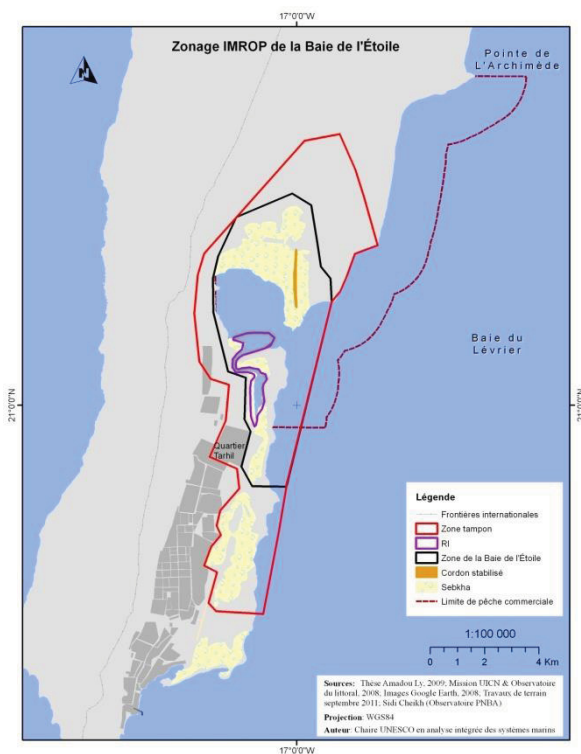 17°0'0"W
Zonage IMROP de la Baie de l'Étoile
Pointe de
L'Archimède
N
Baie du
Lévrier
21°0'0"N
21°0'0"N
Quartier
Tarhil
Légende
Frontières internationales
Zone tampon
RI
Zone de la Baie de l'Étoile
Cordon stabilisé
Sebkha
Limite de pêche commerciale
1:100 000
0 1 2 4 Km
Sources: Thèse Amadou Ly, 2009; Mission UICN & Observatoire
du littoral, 2008, Images Google Earth, 2008, Travaux de terrain
septembre 2011; Sidi Cheikh (Observatoire PNBA)
Projection: WGS84
Auteur: Chaire UNESCO en analyse intégrée des systèmes marins
17°0'0"W